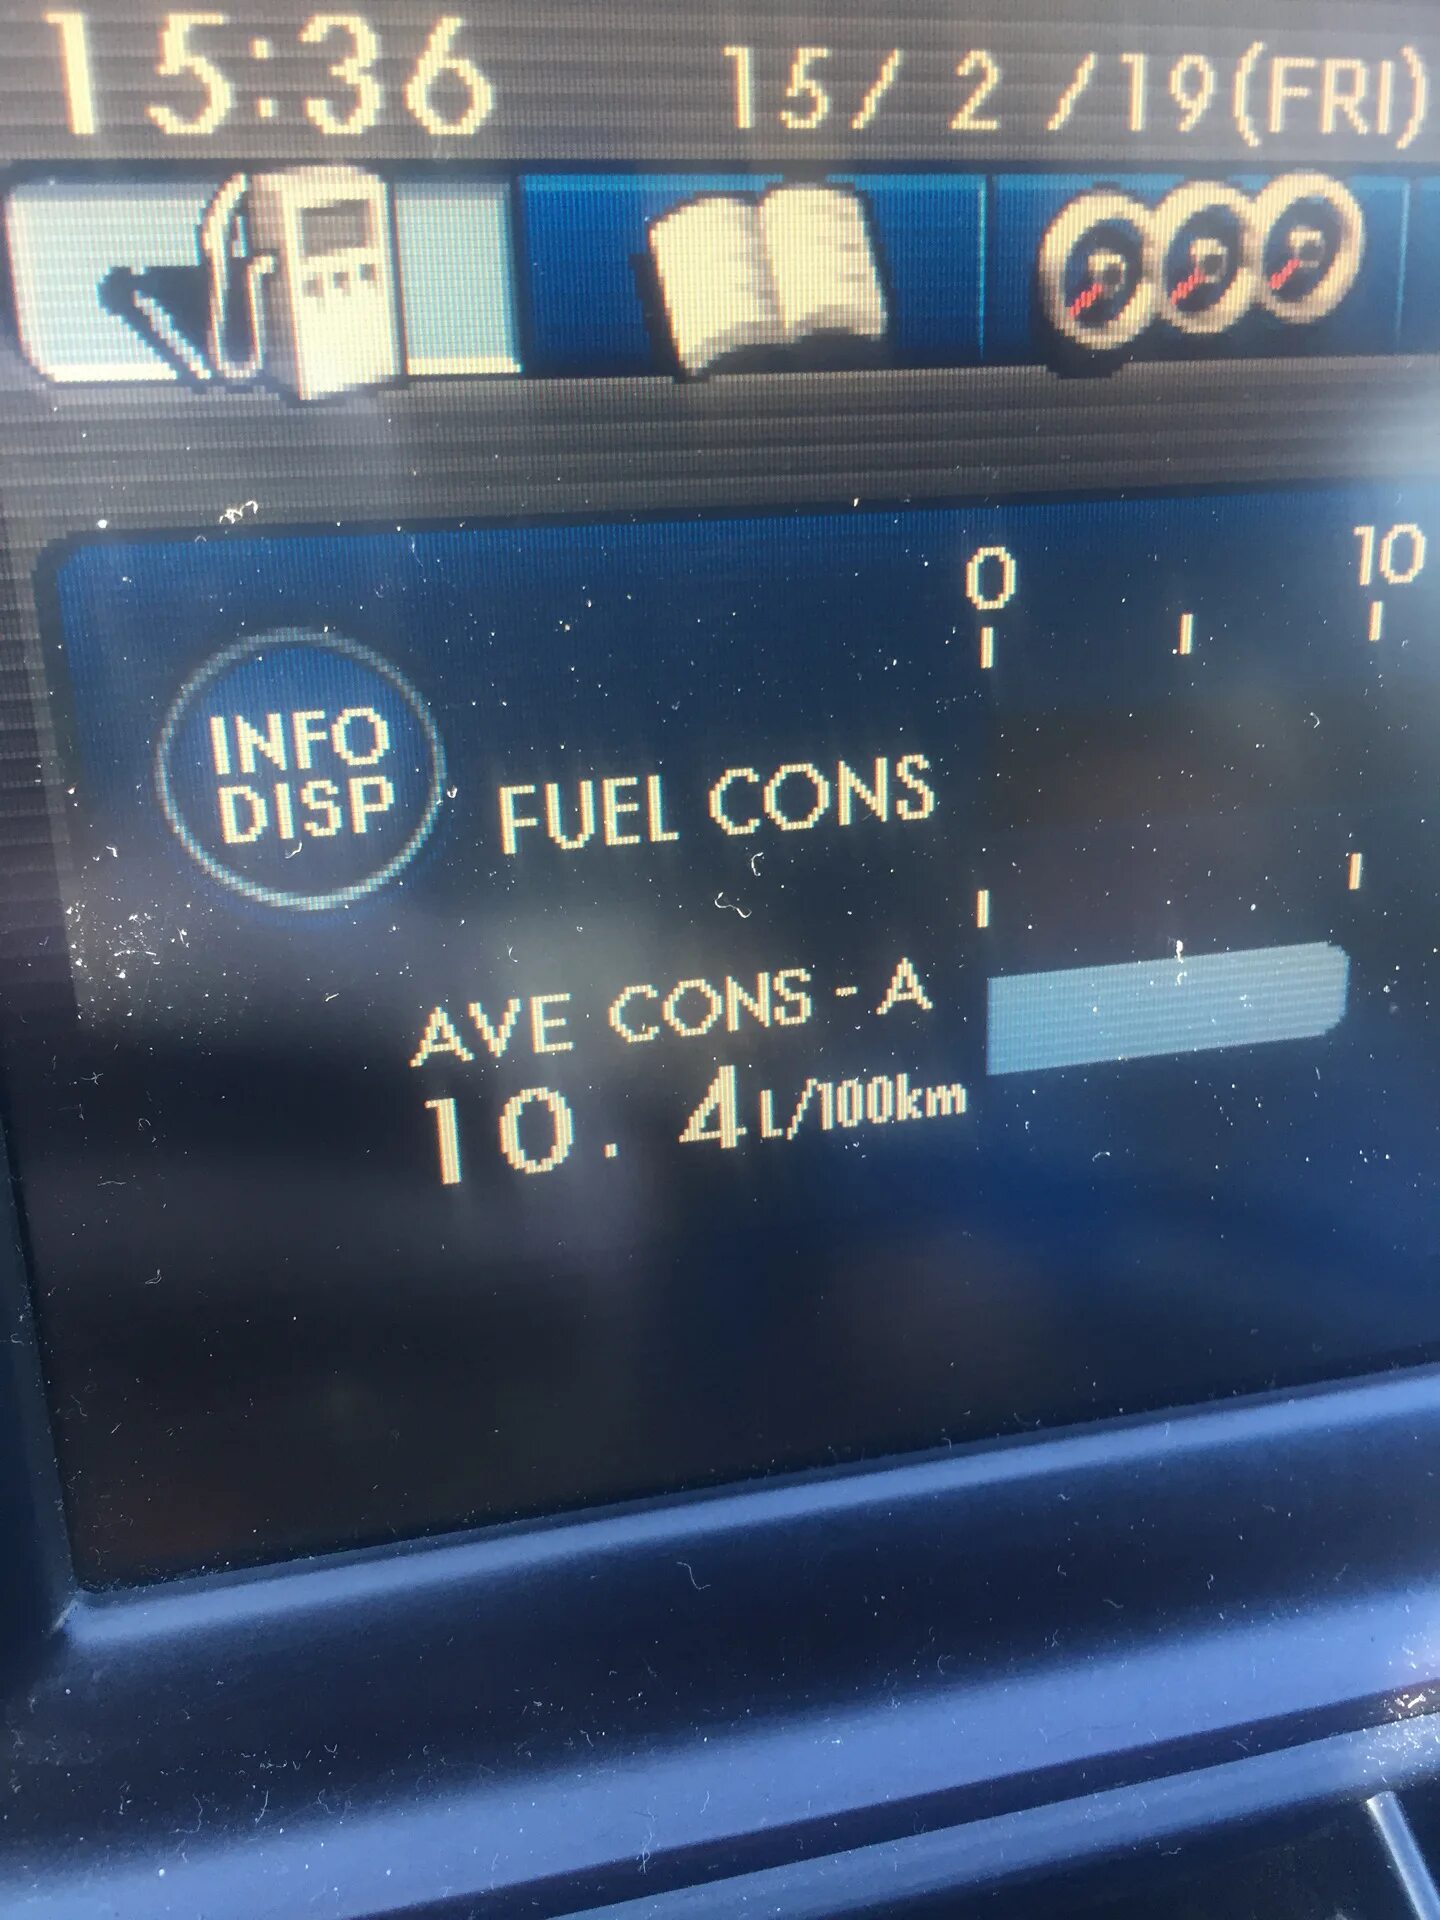 15:36 15/ 2 /19(FRI)
0 10
INFO
DISP
FUEL CONS
AVE CONS - A
10. 4 L/100km